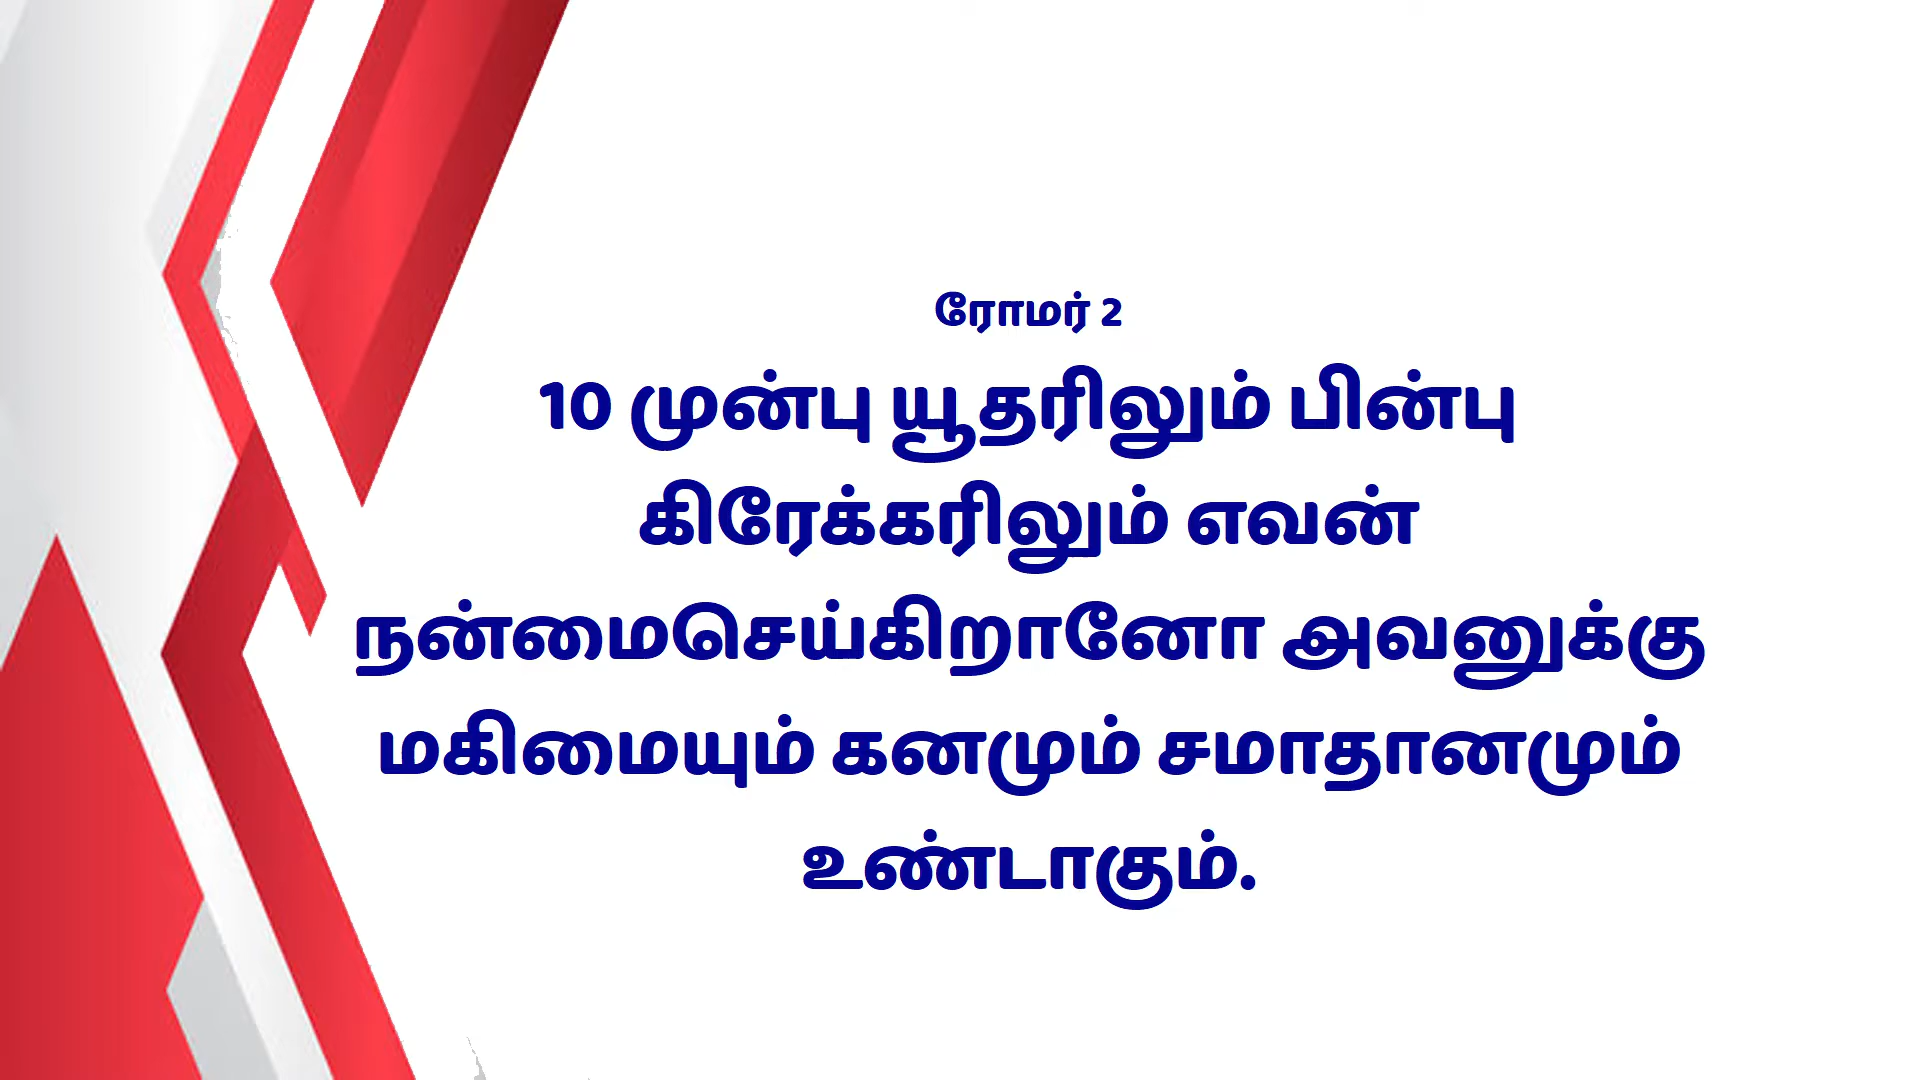 ரோமர் 2
10 முன்பு யூதரிலும் பின்பு
கிரேக்கரிலும் எவன்
நன்மைசெய்கிறானோ அவனுக்கு
மகிமையும் கனமும் சமாதானமும்
உண்டாகும்.